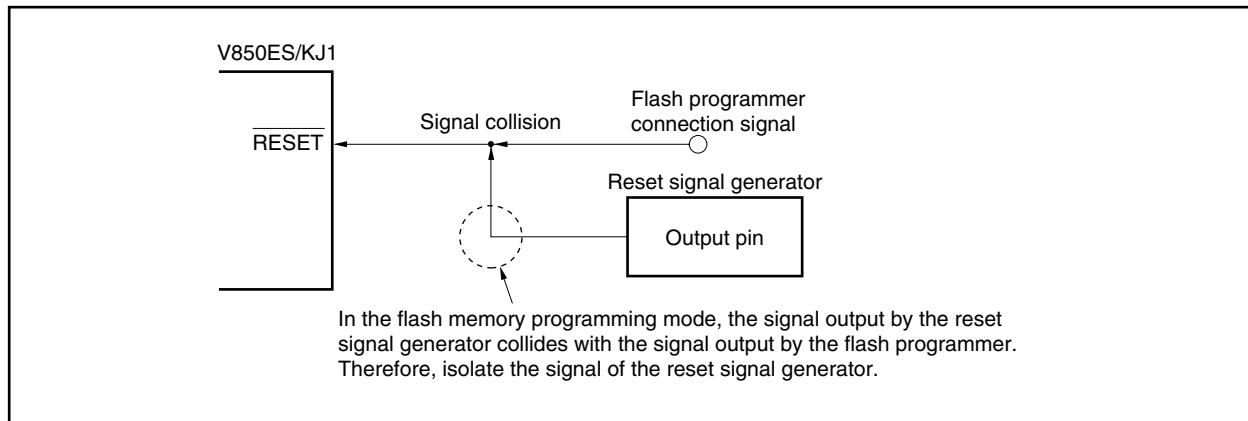 V850ES/KJ1
Flash programmer
connection signal
Signal collision
RESET
Reset signal generator
Output pin
In the flash memory programming mode, the signal output by the reset
signal generator collides with the signal output by the flash programmer.
Therefore, isolate the signal of the reset signal generator.